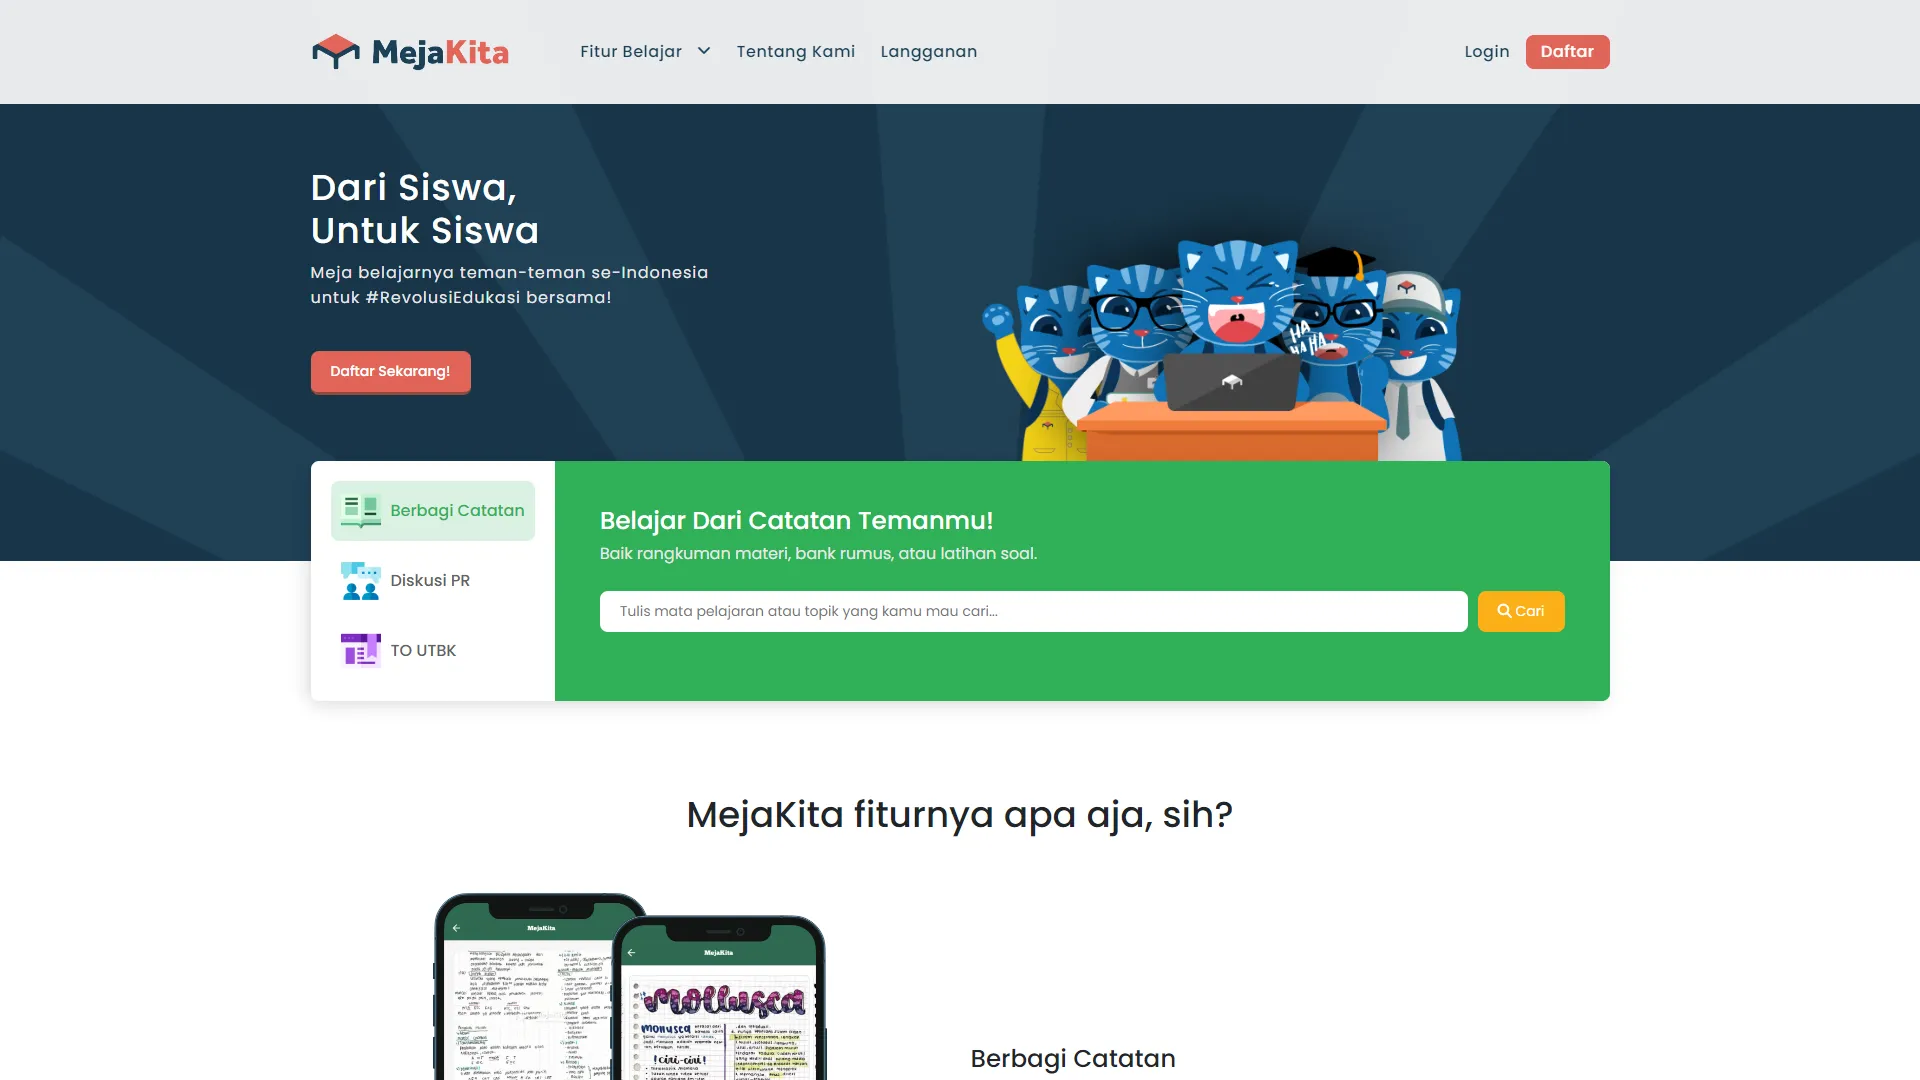 MejaKita
Fitur Belajar
Tentang Kami
Langganan
Login
Daftar
Dari Siswa,
Untuk Siswa
Meja belajarnya teman-teman se-Indonesia
untuk #RevolusiEdukasi bersama!
Daftar Sekarang!
HA
HA HA
Berbagi Catatan
Diskusi PR
TO UTBK
Belajar Dari Catatan Temanmu!
Baik rangkuman materi, bank rumus, atau latihan soal.
Tulis mata pelajaran atau topik yang kamu mau cari...
Cari
MejaKita fiturnya apa aja, sih?
MejaKita
MejaKita
mollusca
mollusca
! ciri-ciri !
Berbagi Catatan